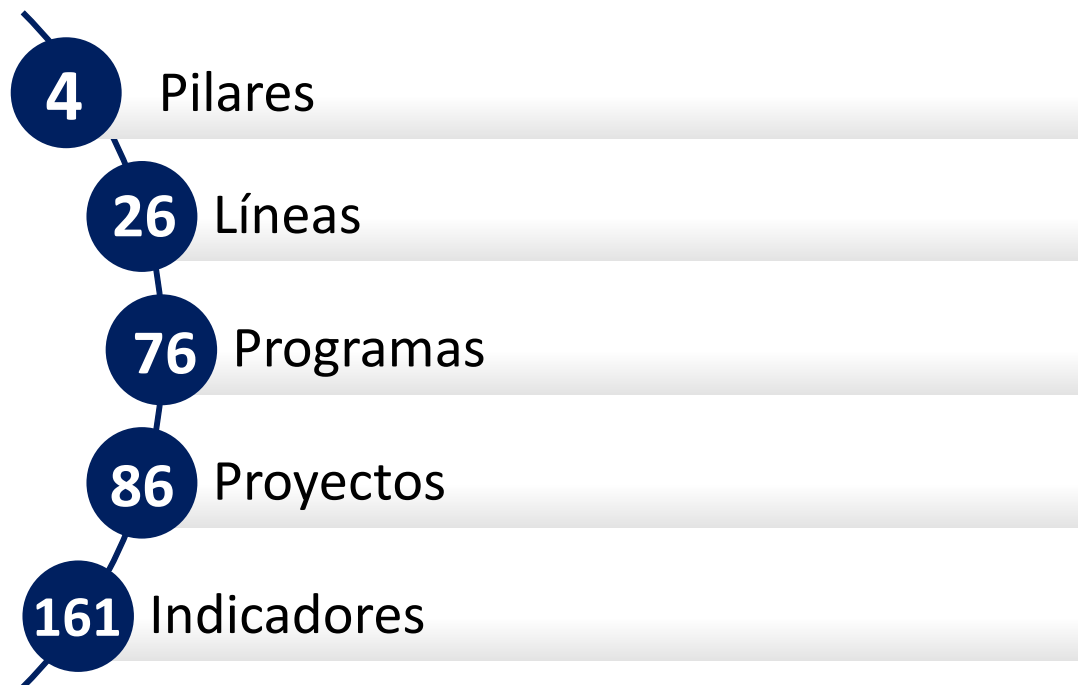 4 Pilares
26 Líneas
76 Programas
86 Proyectos
161 Indicadores